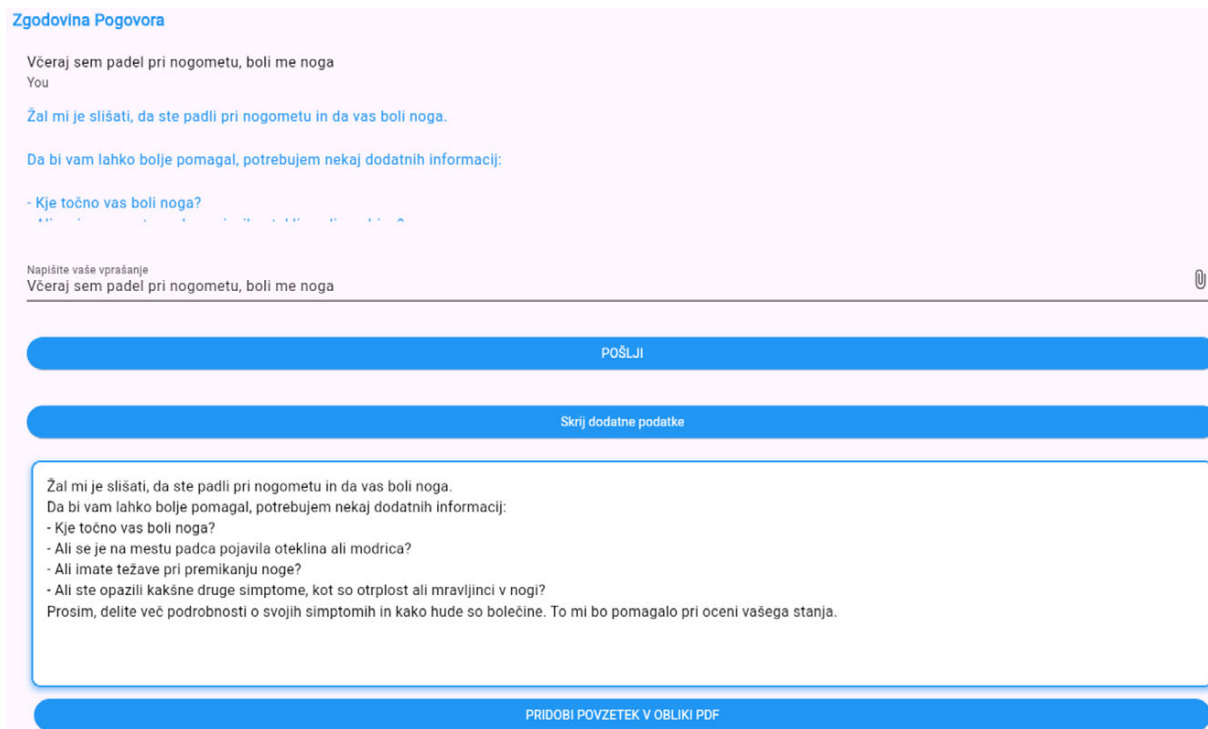 Zgodovina Pogovora
Včeraj sem padel pri nogometu, boli me noga
You
Žal mi je slišati, da ste padli pri nogometu in da vas boli noga.
Da bi vam lahko bolje pomagal, potrebujem nekaj dodatnih informacij:
- Kje točno vas boli noga?
Napišite vaše vprašanje
Včeraj sem padel pri nogometu, boli me noga
POŠLJI
Skrij dodatne podatke
Žal mi je slišati, da ste padli pri nogometu in da vas boli noga.
Da bi vam lahko bolje pomagal, potrebujem nekaj dodatnih informacij:
- Kje točno vas boli noga?
- Ali se je na mestu padca pojavila oteklina ali modrica?
- Ali imate težave pri premikanju noge?
- Ali ste opazili kakšne druge simptome, kot so otrplost ali mravljinci v nogi?
Prosim, delite več podrobnosti o svojih simptomih in kako hude so bolečine. To mi bo pomagalo pri oceni vašega stanja.
PRIDOBI POVZETEK V OBLIKI PDF